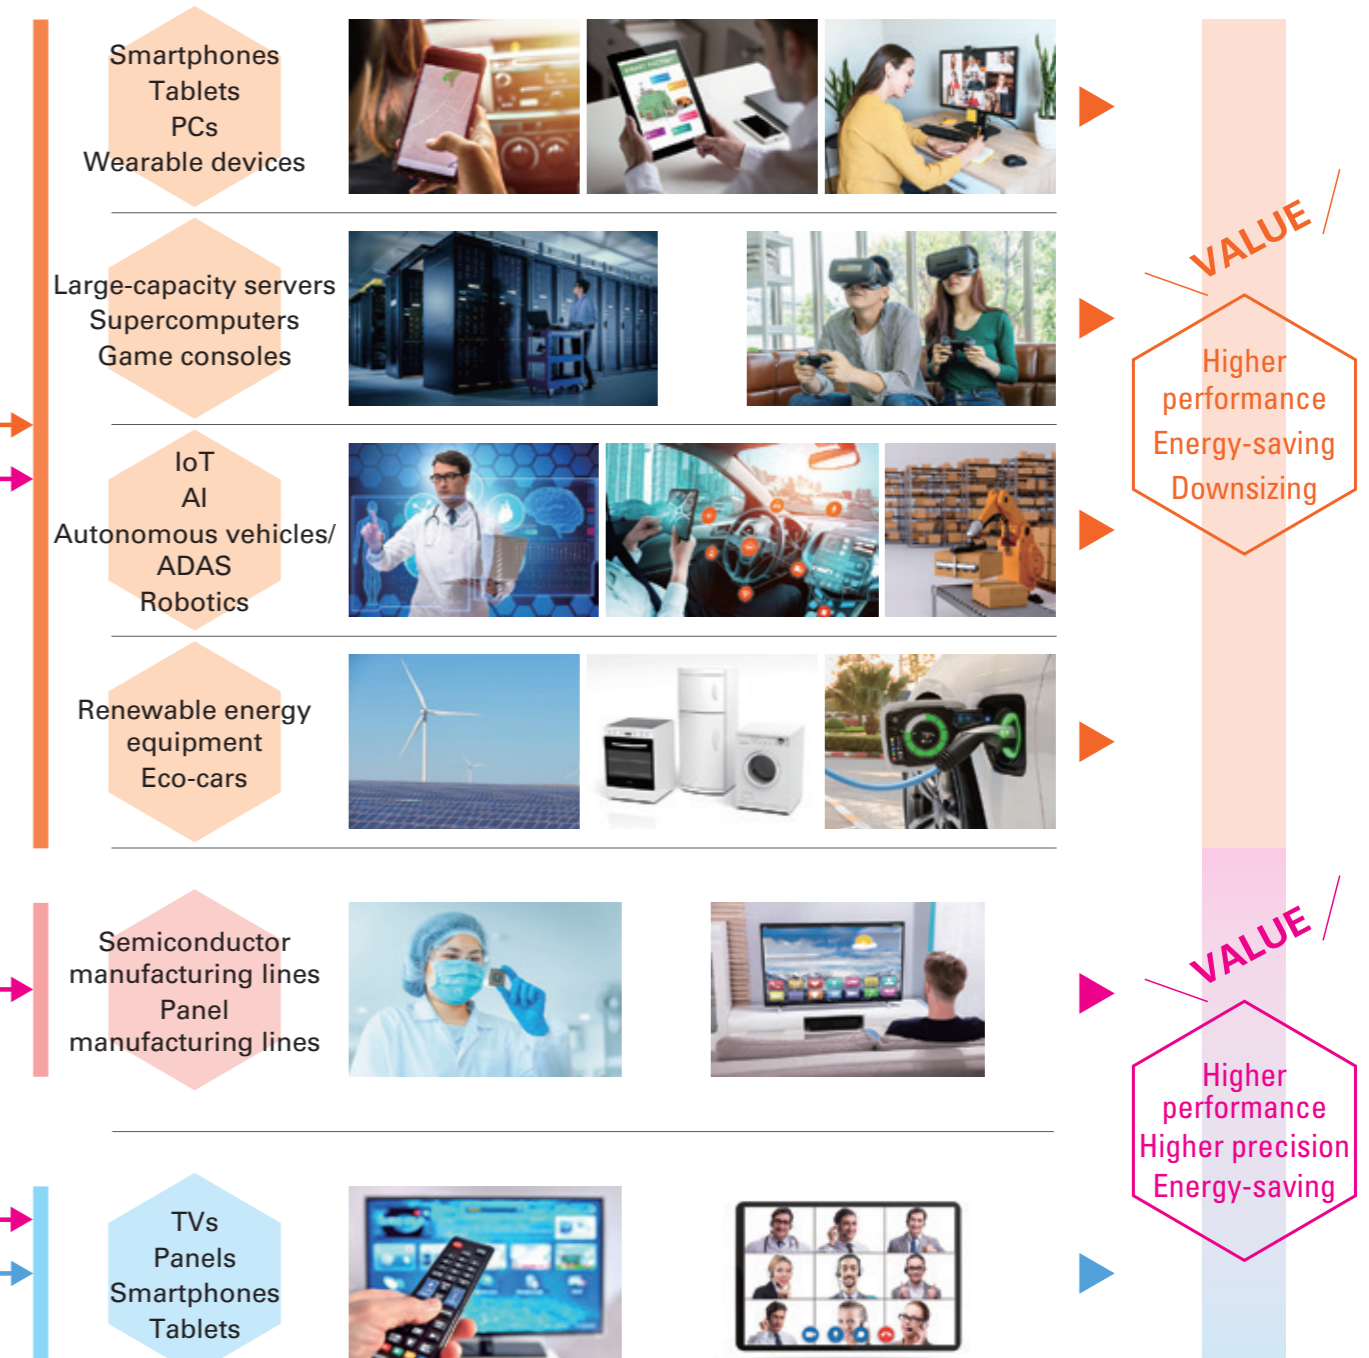 Smartphones
Tablets
PCs
Wearable devices
SMART FACTORY
VALUE
Large-capacity servers
Supercomputers
Game consoles
Higher
performance
Energy-saving
Downsizing
IoT
AI
Autonomous vehicles/
ADAS
Robotics
Renewable energy
equipment
Eco-cars
VALUE
Semiconductor
manufacturing lines
Panel
manufacturing lines
Higher
performance
Higher precision
Energy-saving
TVs
Panels
Smartphones
Tablets